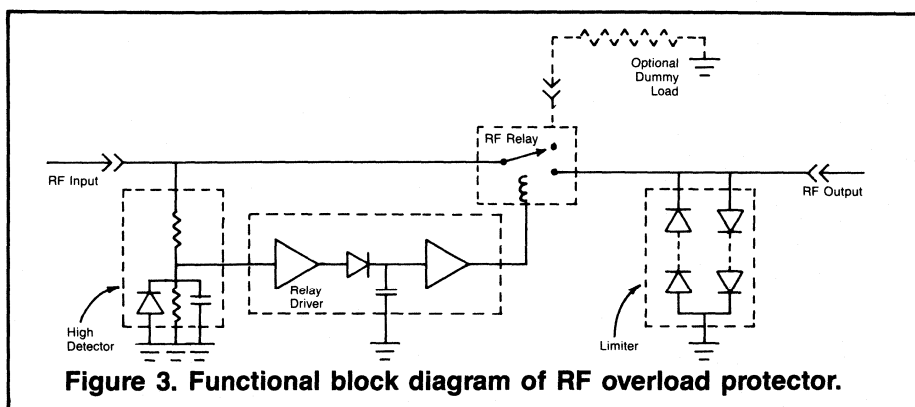 Optional
Dummy
Load
RF Relay
RF Input
RF Output
Relay
Driver
High
Detector
Limiter
Figure 3. Functional block diagram of RF overload protector.